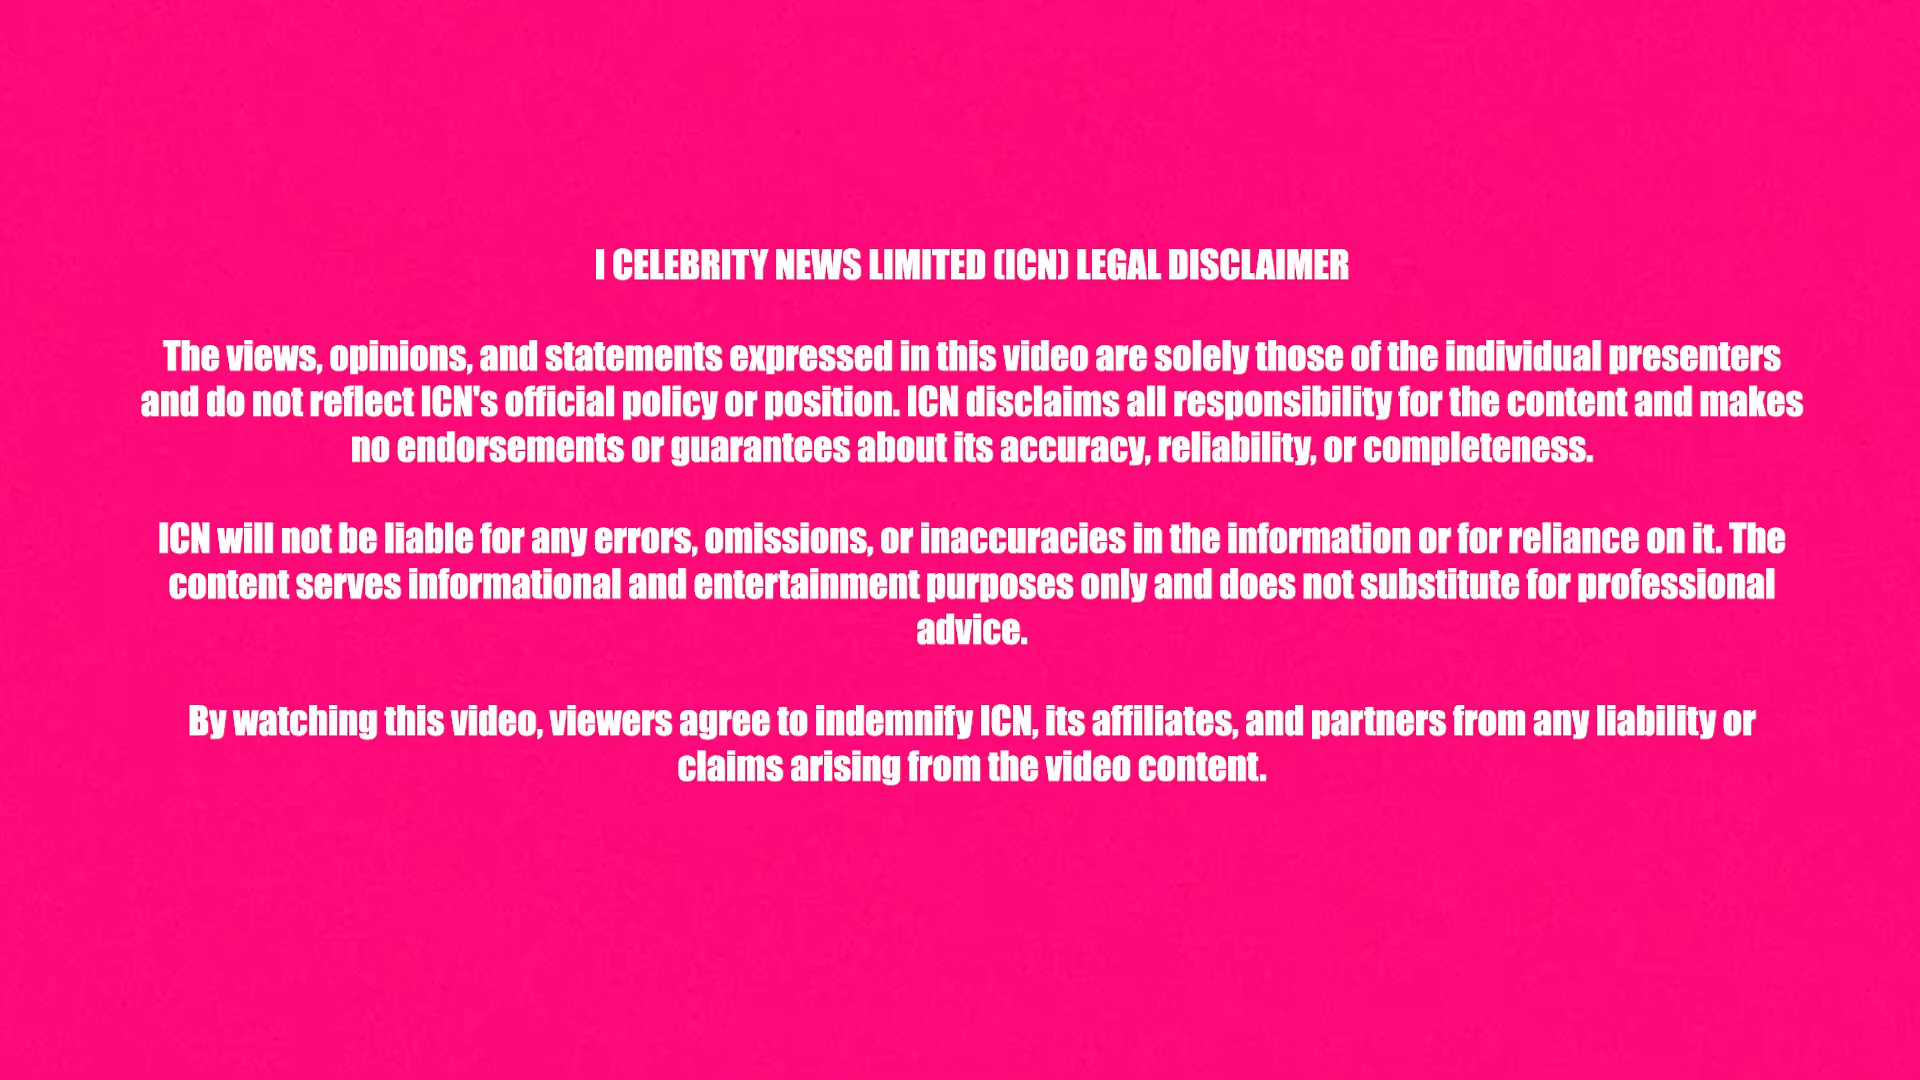 I CELEBRITY NEWS LIMITED (ICN) LEGAL DISCLAIMER
The views, opinions, and statements expressed in this video are solely those of the individual presenters
and do not reflect ICN's official policy or position. ICN disclaims all responsibility for the content and makes
no endorsements or guarantees about its accuracy, reliability, or completeness.
ICN will not be liable for any errors, omissions, or inaccuracies in the information or for reliance on it. The
content serves informational and entertainment purposes only and does not substitute for professional
advice.
By watching this video, viewers agree to indemnify ICN, its affiliates, and partners from any liability or
claims arising from the video content.